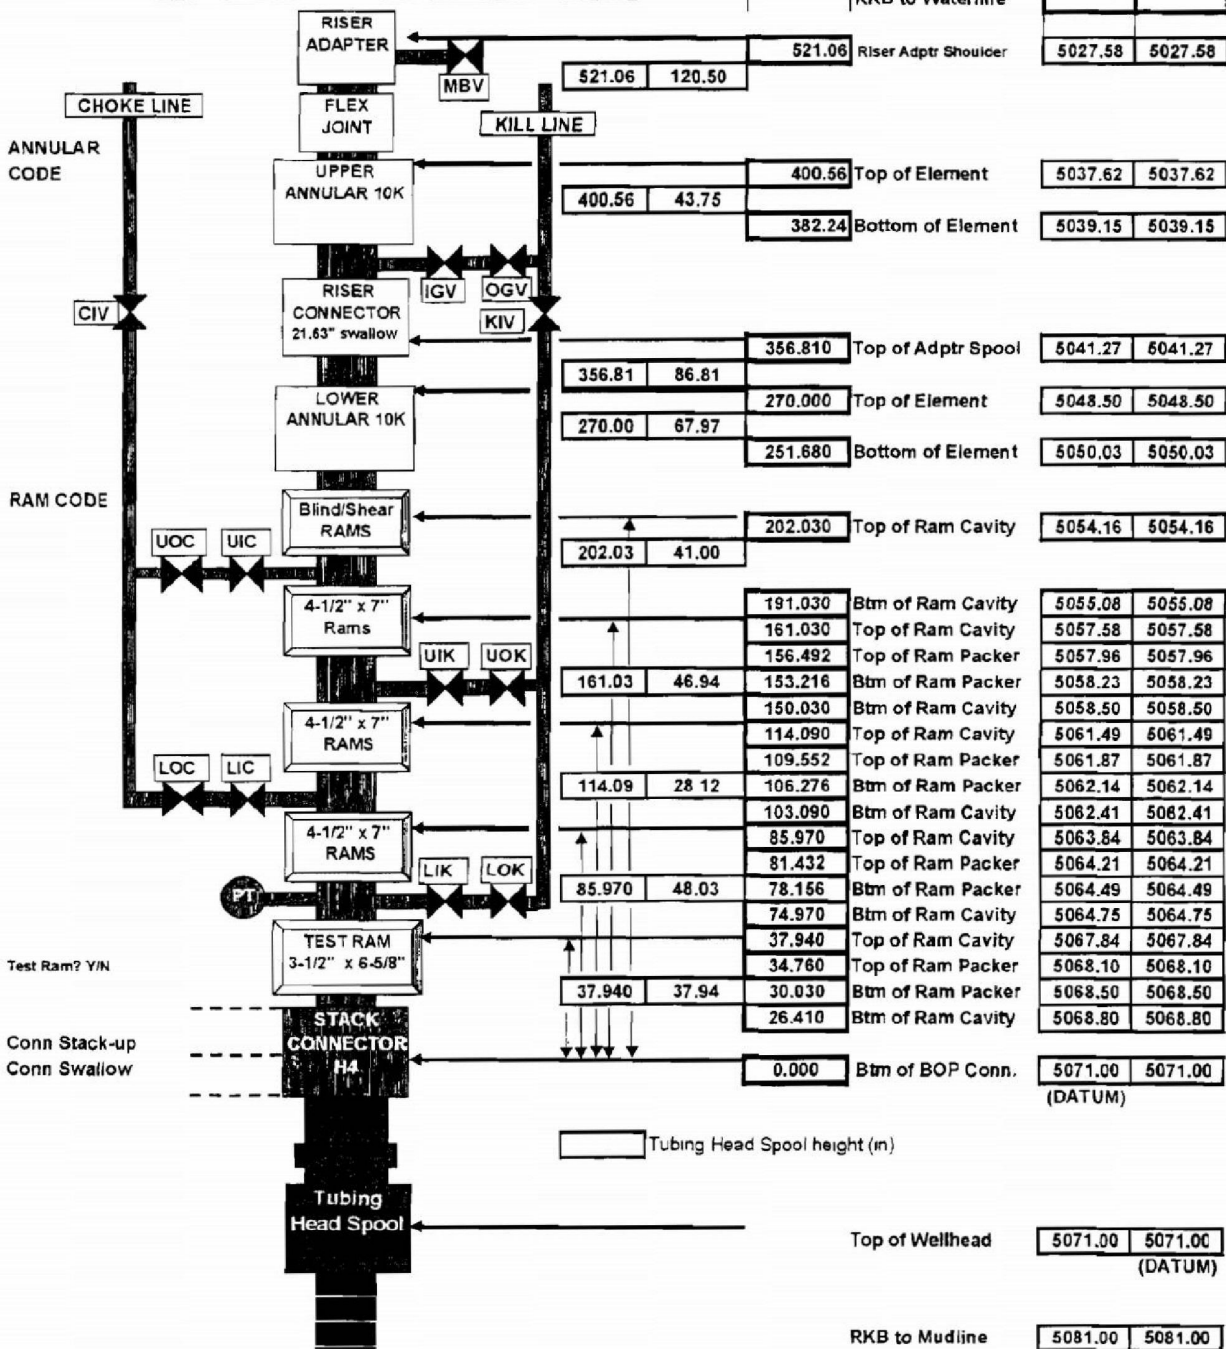 RISER
ADAPTER
MBV
521.06 Riser Adptr Shoulder 5027.58 5027.58
521.06 120.50
CHOKE LINE
FLEX
JOINT
KILL LINE
ANNULAR
CODE
UPPER
ANNULAR 10K
400.56 Top of Element 5037.62 5037.62
400.56 43.75
382.24 Bottom of Element 5039.15 5039.15
IGV OGV
CIV
RISER
CONNECTOR
21.63" swallow
KIV
356.810 Top of Adptr Spool 5041.27 5041.27
356.81 86.81
LOWER
ANNULAR 10K
270.000 Top of Element 5048.50 5048.50
270.00 67.97
251.680 Bottom of Element 5050.03 5050.03
RAM CODE
Blind/Shear
RAMS
202.030 Top of Ram Cavity 5054.16 5054.16
UOC UIC
202.03 41.00
4-1/2" x 7"
Rams
191.030 Btm of Ram Cavity 5055.08 5055.08
161.030 Top of Ram Cavity 5057.58 5057.58
156.492 Top of Ram Packer 5057.96 5057.96
UIK UOK
161.03 46.94 153.216 Btm of Ram Packer 5058.23 5058.23
150.030 Btm of Ram Cavity 5058.50 5058.50
4-1/2" x 7"
RAMS
114.090 Top of Ram Cavity 5061.49 5061.49
109.552 Top of Ram Packer 5061.87 5061.87
LOC LIC
114.09 28 12 106.276 Btm of Ram Packer 5062.14 5062.14
103.090 Btm of Ram Cavity 5062.41 5062.41
4-1/2" x 7"
RAMS
85.970 Top of Ram Cavity 5063.84 5063.84
81.432 Top of Ram Packer 5064.21 5064.21
LIK LOK
85.970 48.03 78.156 Btm of Ram Packer 5064.49 5064.49
PT
74.970 Btm of Ram Cavity 5064.75 5064.75
TEST RAM
3-1/2" x 6-5/8"
37.940 Top of Ram Cavity 5067.84 5067.84
Test Ram? Y/N
34.760 Top of Ram Packer 5068.10 5068.10
37.940 37.94 30.030 Btm of Ram Packer 5068.50 5068.50
26.410 Btm of Ram Cavity 5068.80 5068.80
STACK
CONNECTOR
H4
Conn Stack-up
Conn Swallow
0.000 Btm of BOP Conn. 5071.00 5071.00
(DATUM)
Tubing Head Spool height (in)
Tubing
Head Spool
Top of Wellhead 5071.00 5071.00
(DATUM)
RKB to Mudline 5081.00 5081.00